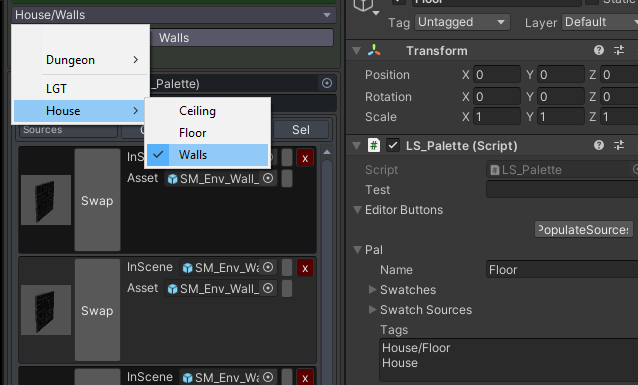 House/Walls
Walls
Dungeon
LGT
House
Ceiling
Floor
Walls
_Palette)
Sources
Sel
InS
Asset
SM_Env_Wall_
x
Swap
InScene
SM_Env_Wa
x
Asset
SM_Env_Wall_
Swap
InScene
SM_Env_Wa
x
Floor
Tag
Untagged
Layer
Default
Transform
Position
X 0 Y 0 Z 0
Rotation
X 0 Y 0 Z 0
Scale
X 1 Y 1 Z 1
#
LS_Palette (Script)
Script
LS_Palette
Test
Editor Buttons
PopulateSources
Pal
Name
Floor
Swatches
Swatch Sources
Tags
House/Floor
House